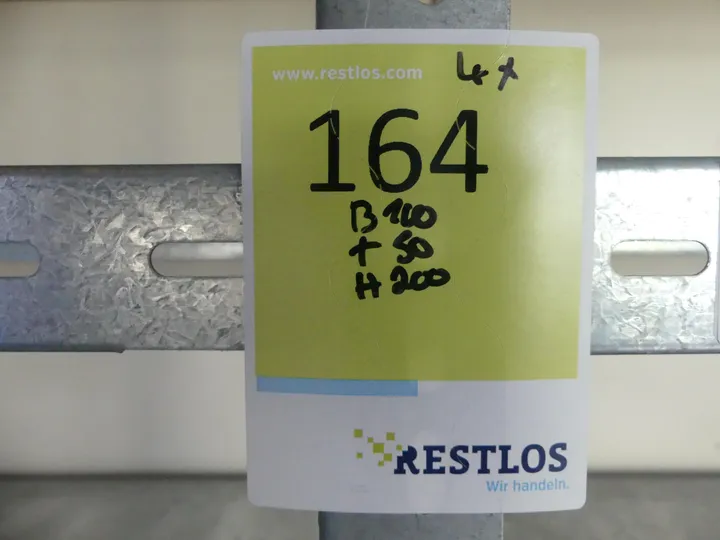 www.restlos.com
4x
164
B 100
T 50
H 200
RESTLOS
Wir handeln.